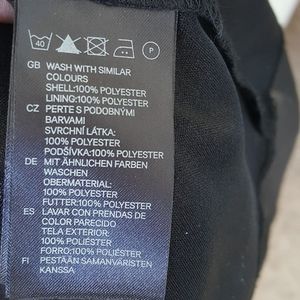 40 P
GB WASH WITH SIMILAR
COLOURS
SHELL:100% POLYESTER
LINING:100% POLYESTER
CZ PERTE S PODOBNÝMI
BARVAMI
SVRCHNÍ LÁTKA:
100% POLYESTER
PODŠÍVKA:100% POLYESTER
DE MIT ÄHNLICHEN FARBEN
WASCHEN
OBERMATERIAL:
100% POLYESTER
FUTTER:100% POLYESTER
ES LAVAR CON PRENDAS DE
COLOR PARECIDO
TELA EXTERIOR:
100% POLIÉSTER
FORRO:100% POLIÉSTER
FI PESTÄÄN SAMANVÄRISTEN
KANSSA